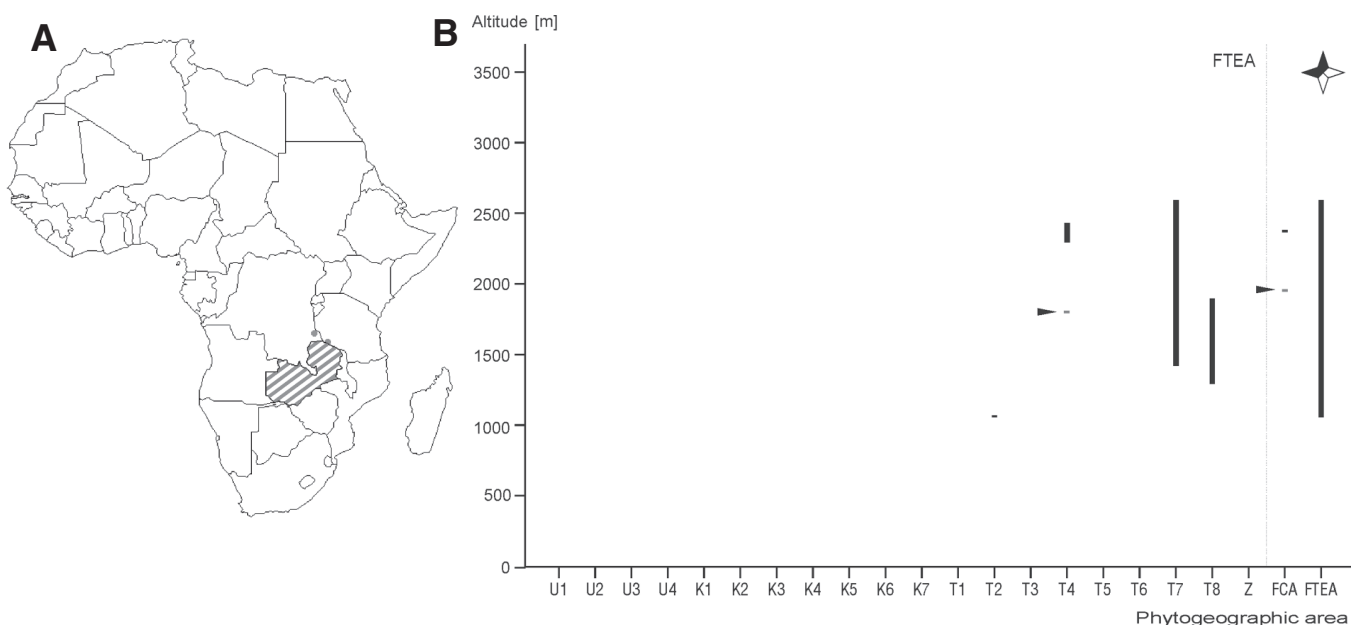 A
B
Altitude [m]
FTEA
3500
3000
2500
2000
1500
1000
500
0
U1 U2 U3 U4 K1 K2 K3 K4 K5 K6 K7 T1 T2 T3 T4 T5 T6 T7 T8 Z FCA FTEA
Phytogeographic area